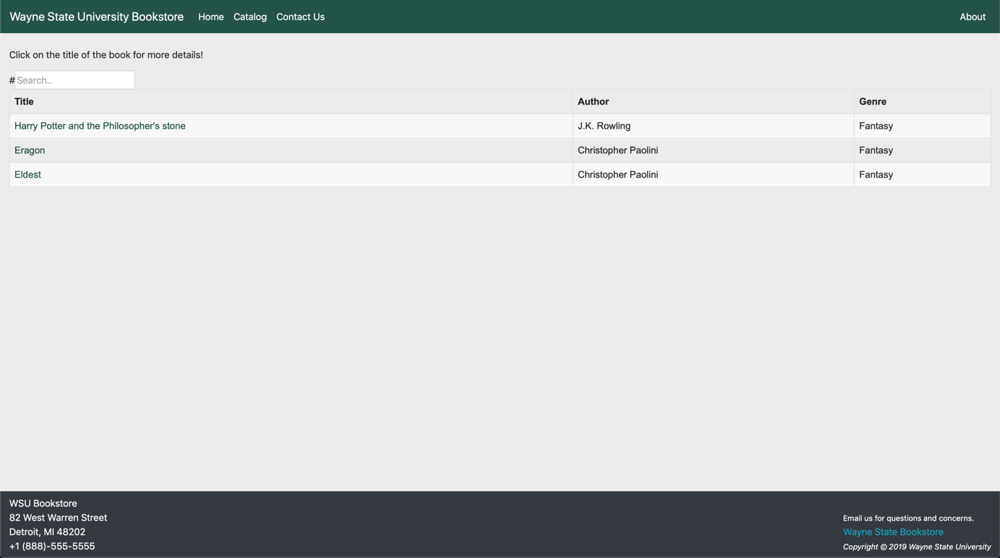 Wayne State University Bookstore Home Catalog Contact Us About
Click on the title of the book for more details!
# Search..
Title Author Genre
Harry Potter and the Philosopher's stone J.K. Rowling Fantasy
Eragon Christopher Paolini Fantasy
Eldest Christopher Paolini Fantasy
WSU Bookstore
82 West Warren Street
Detroit, MI 48202
+1 (888)-555-5555
Email us for questions and concerns.
Wayne State Bookstore
Copyright © 2019 Wayne State University